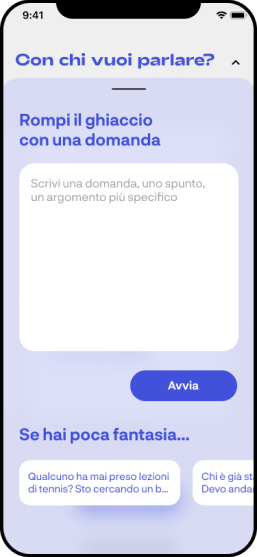 9:41
Con chi vuoi parlare?
Rompi il ghiaccio
con una domanda
Scrivi una domanda, uno spunto,
un argomento più specifico
Avvia
Se hai poca fantasia...
Qualcuno ha mai preso lezioni
di tennis? Sto cercando un b...
Chi è già
Devo